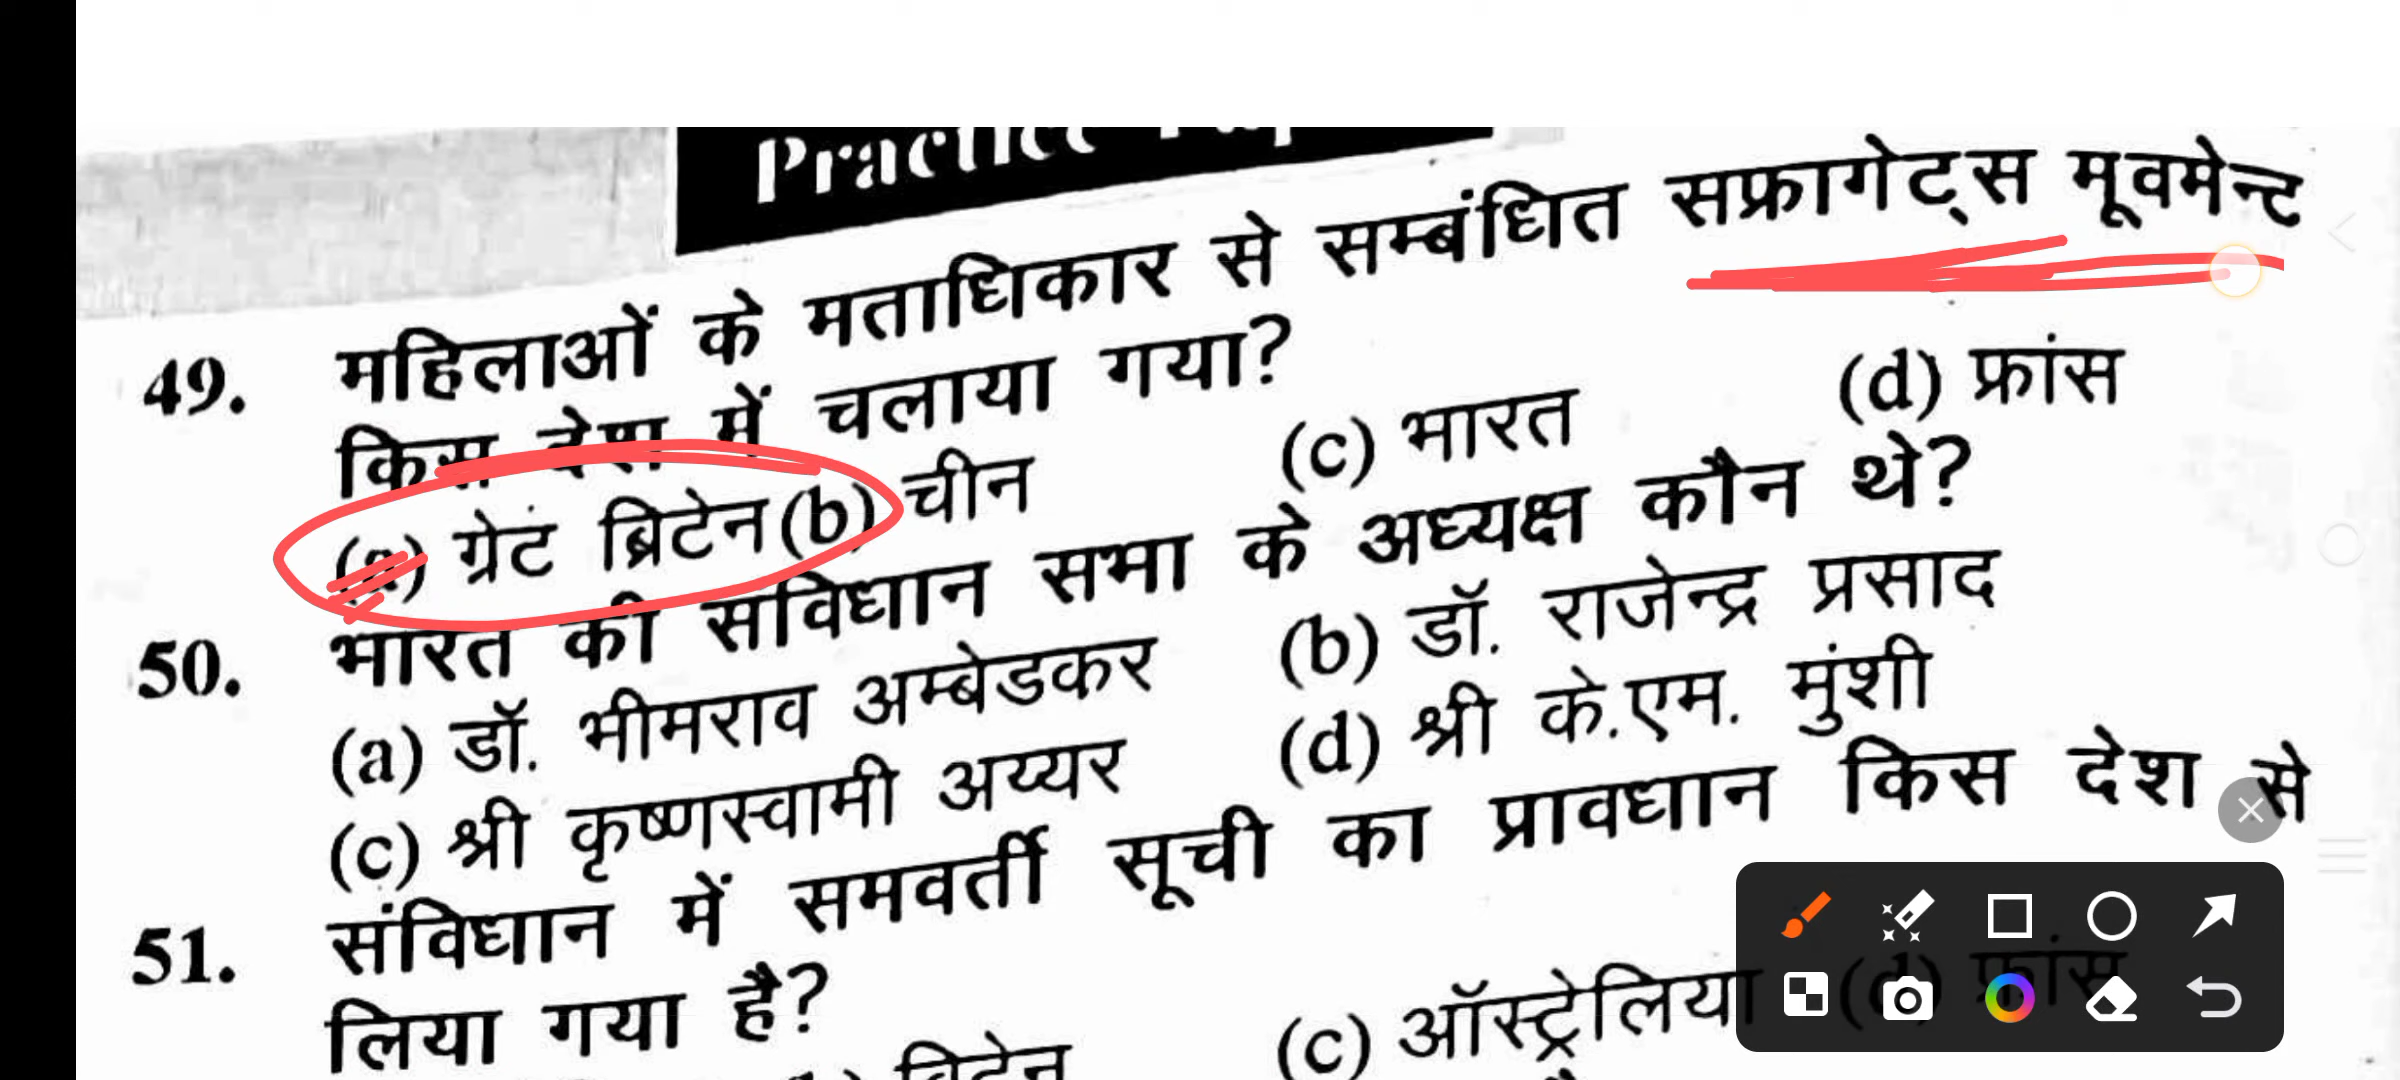 Practice
49. महिलाओं के मताधिकार से सम्बंधित सफ्रागेट्स मूवमेन्ट
किस देश में चलाया गया?
(a) ग्रेट ब्रिटेन (b) चीन (c) भारत (d) फ्रांस
50. भारत की संविधान सभा के अध्यक्ष कौन थे?
(a) डॉ. भीमराव अम्बेडकर (b) डॉ. राजेन्द्र प्रसाद
(c) श्री कृष्णस्वामी अय्यर (d) श्री के.एम. मुंशी
51. संविधान में समवर्ती सूची का प्रावधान किस देश से
लिया गया है?
ब्रिटेन (c) ऑस्ट्रेलिया (d) फ्रांस